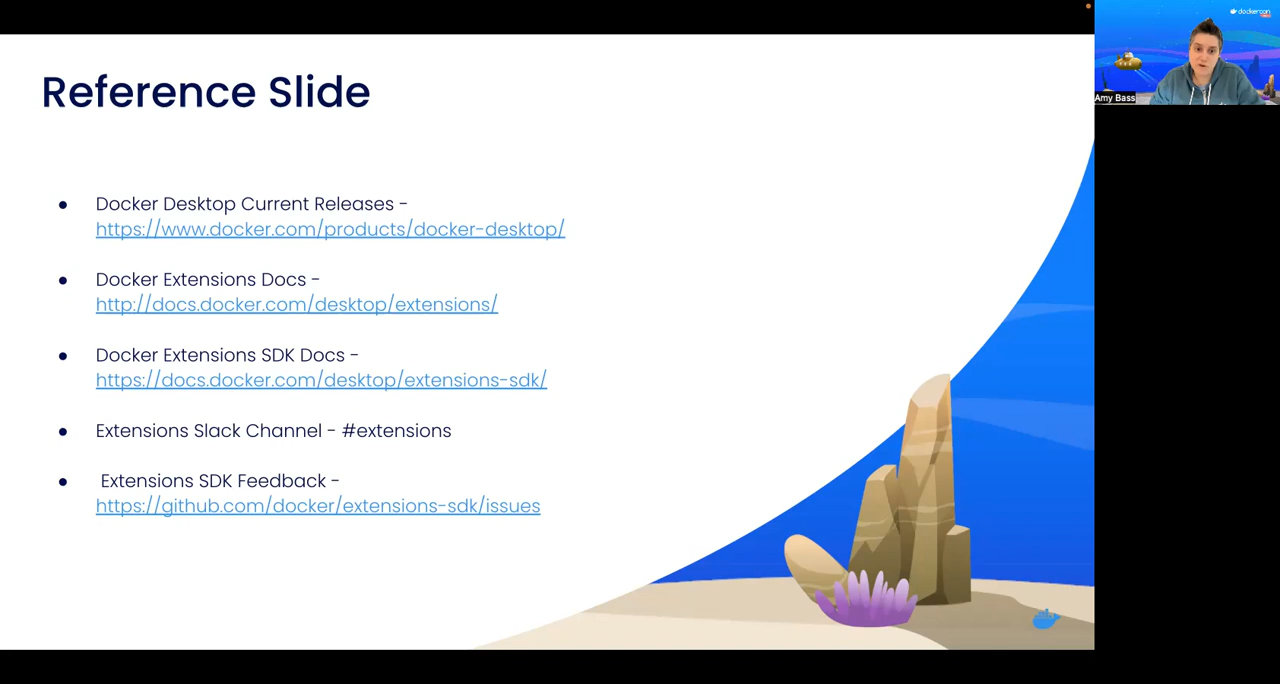 Reference Slide
● Docker Desktop Current Releases -
https://www.docker.com/products/docker-desktop/
● Docker Extensions Docs -
http://docs.docker.com/desktop/extensions/
● Docker Extensions SDK Docs -
https://docs.docker.com/desktop/extensions-sdk/
● Extensions Slack Channel - #extensions
● Extensions SDK Feedback -
https://github.com/docker/extensions-sdk/issues
dockercon
Amy Bass